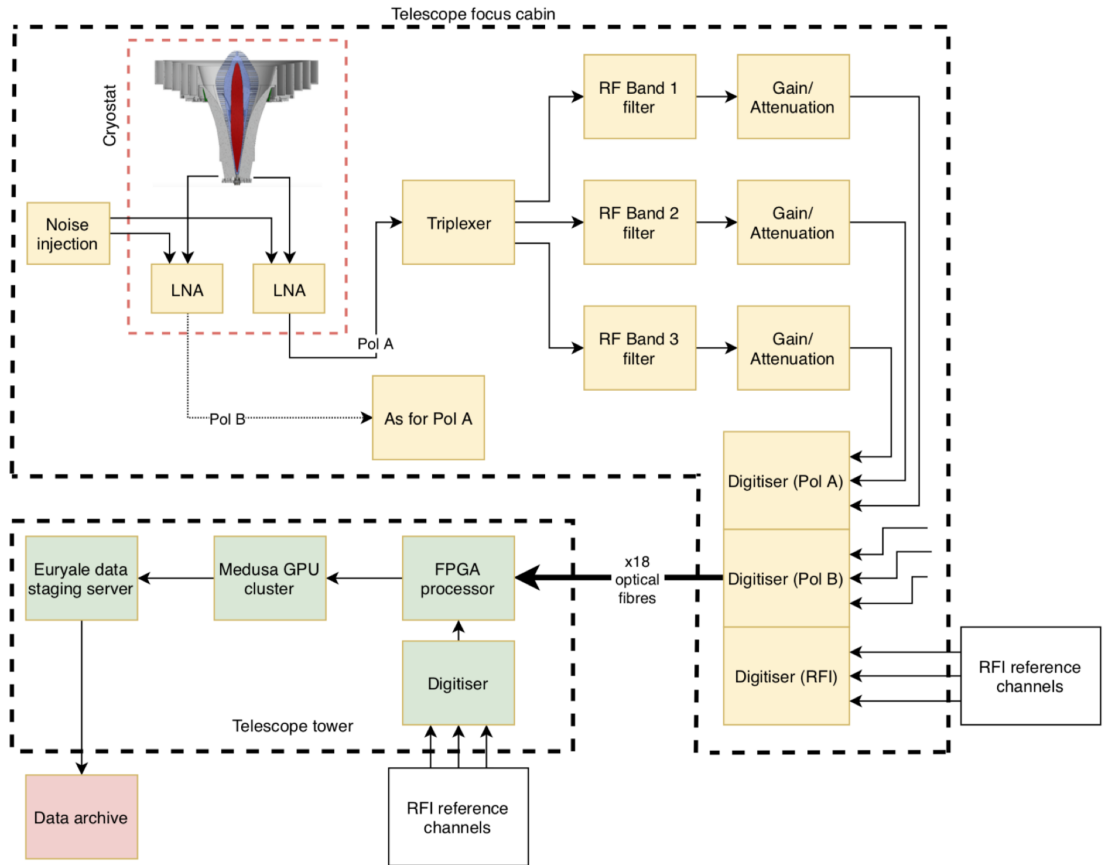 Telescope focus cabin
Cryostat
Noise
injection
LNA
LNA
Pol A
Pol B
As for Pol A
Triplexer
RF Band 1
filter
Gain/
Attenuation
RF Band 2
filter
Gain/
Attenuation
RF Band 3
filter
Gain/
Attenuation
Digitiser (Pol A)
Digitiser (Pol B)
Digitiser (RFI)
RFI reference
channels
x18
optical
fibres
Euryale data
staging server
Medusa GPU
cluster
FPGA
processor
Digitiser
Telescope tower
Data archive
RFI reference
channels